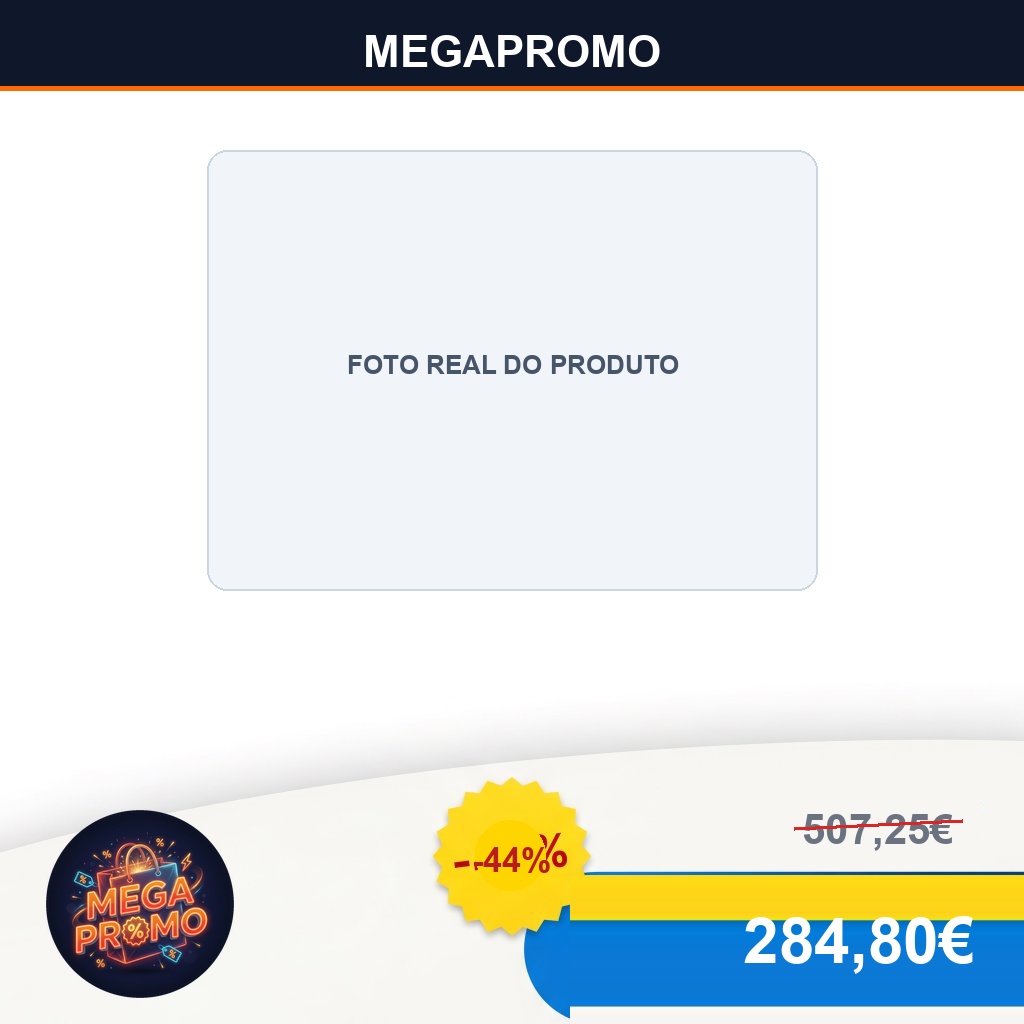 MEGAPROMO
FOTO REAL DO PRODUTO
507,25€
-44%
284,80€
MEGA
PROMO